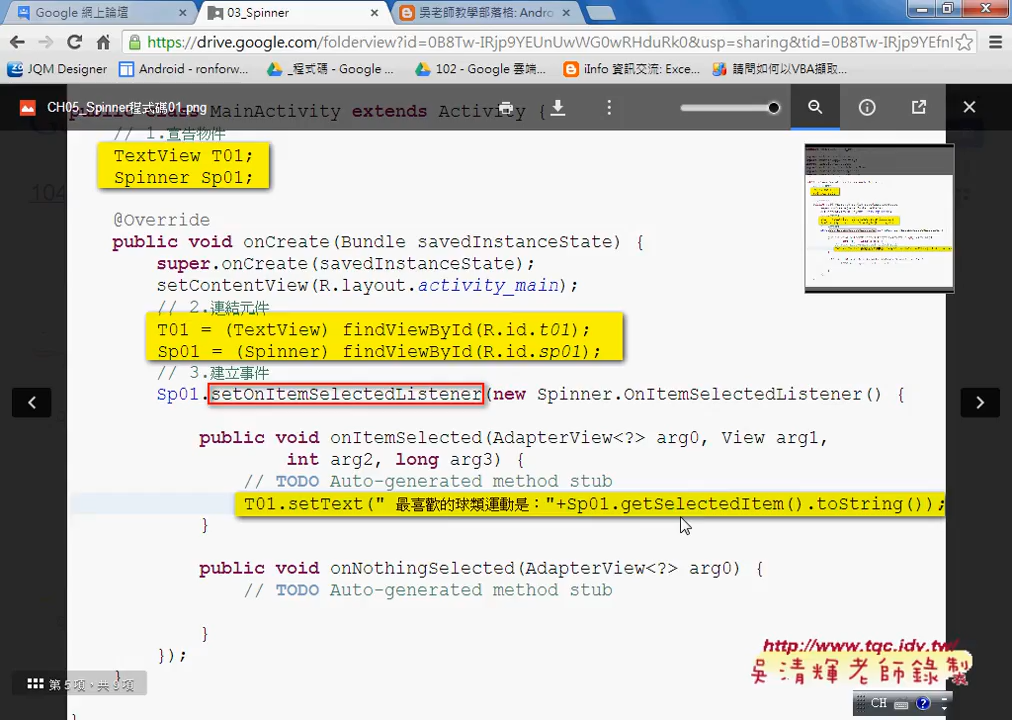 Google 網上論壇
03_Spinner
吳老師教學部落格: Andro
https://drive.google.com/folderview?id=0B8Tw-IRjp9YEUnUwWG0wRHduRk0&usp=sharing&tid=0B8Tw-IRjp9YEfnI
JQM Designer
Android - ronforw...
_程式碼 - Google ...
102 - Google 雲端...
iInfo 資訊交流: Exce...
請問如何以VBA擷取...
CH05_Spinner程式碼01.png
public class MainActivity extends Activity {
// 1.宣告物件
TextView T01;
Spinner Sp01;
104
@Override
public void onCreate(Bundle savedInstanceState) {
super.onCreate(savedInstanceState);
setContentView(R.layout.activity_main);
// 2.連結元件
T01 = (TextView) findViewById(R.id.t01);
Sp01 = (Spinner) findViewById(R.id.sp01);
// 3.建立事件
Sp01.setOnItemSelectedListener(new Spinner.OnItemSelectedListener() {
public void onItemSelected(AdapterView<?> arg0, View arg1,
int arg2, long arg3) {
// TODO Auto-generated method stub
T01.setText(" 最喜歡的球類運動是："+Sp01.getSelectedItem().toString());
}
public void onNothingSelected(AdapterView<?> arg0) {
// TODO Auto-generated method stub
}
});
}
}
第 5 項，共 9 項
http://www.tqc.idv.tw/
吳清輝老師錄製
CH